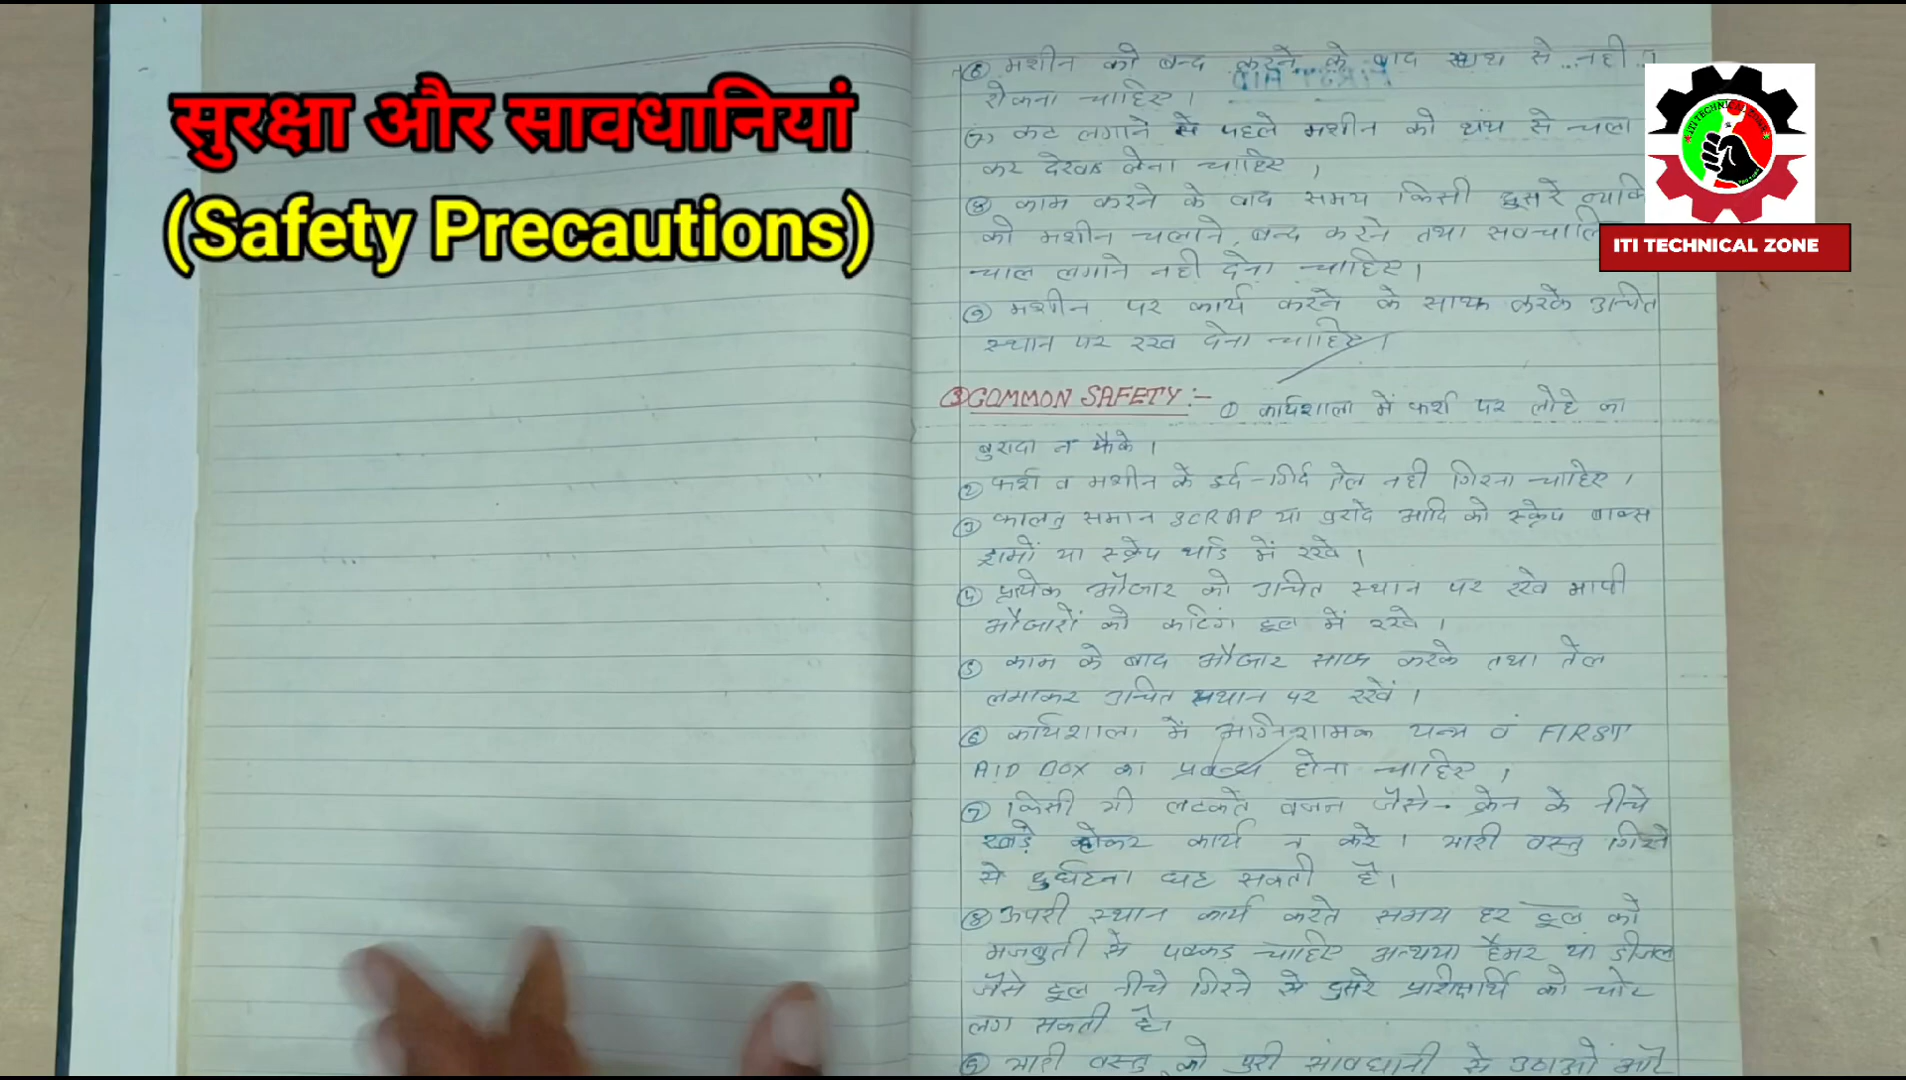 सुरक्षा और सावधानियां
(Safety Precautions)
ITI TECHNICAL ZONE
⑥ मशीन को बन्द करने के बाद हाथ से नही
रोकना चाहिए।
⑦ कट लगाने से पहले मशीन को हाथ से चला
कर देख लेना चाहिए।
⑧ काम करने के बाद समय किसी दुसरे
को मशीन चलाने, बन्द करने तथा
चाल लगाने नही देना चाहिए।
⑨ मशीन पर कार्य करने के साफ करके उचित
स्थान पर रख देना चाहिए।
③ COMMON SAFETY:- ① कार्यशाला में फर्श पर लोहे का
बुरादा न फैके।
② फर्श व मशीन के इर्द-गिर्द तेल नही गिरना चाहिए।
③ फालतु समान SCRAP या बुरादे आदि को स्क्रेप बाक्स
ड्रामों या स्क्रेप यार्ड में रखे।
④ प्रत्येक औजार को उचित स्थान पर रखे मापी
औजारों को कटिंग टूल में रखे।
⑤ काम के बाद औजार साफ करके तथा तेल
लगाकर उचित स्थान पर रखें।
⑥ कार्यशाला में अग्निशामक यन्त्र व FIRST
AID BOX का प्रबन्ध होना चाहिए।
⑦ किसी भी लटकते वजन जैसे- क्रेन के नीचे
खड़े होकर कार्य न करे। भारी वस्तु गिरने
से दुर्घटना घट सकती है।
⑧ ऊपरी स्थान कार्य करते समय हर टूल को
मजबुती से पकड चाहिए अन्यथा हैमर या
जैसे टूल नीचे गिरने से दुसरे को चोट
लग सकती है।
⑨ भारी वस्तु को पुरी सावधानी से उठाओ